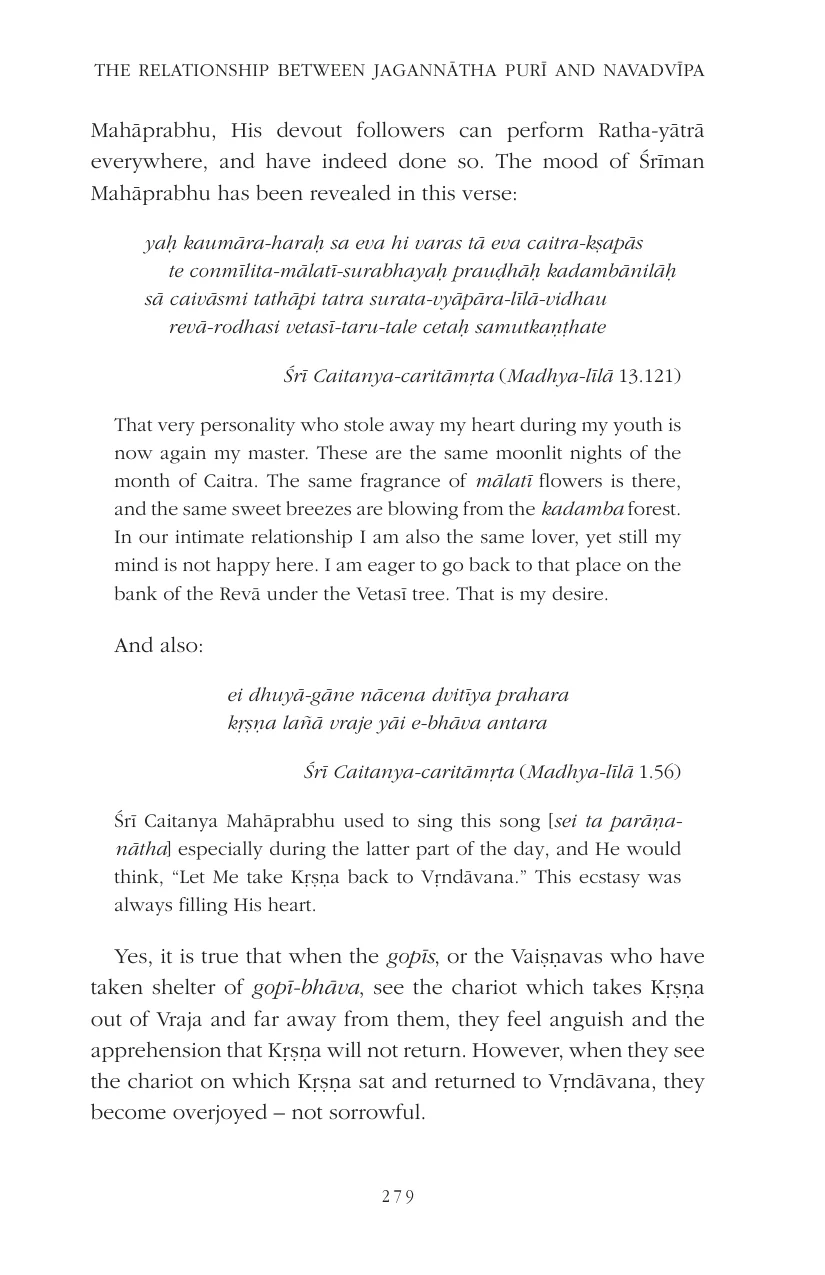 THE RELATIONSHIP BETWEEN JAGANNĀTHA PURĪ AND NAVADVĪPA
Mahāprabhu, His devout followers can perform Ratha-yātrā
everywhere, and have indeed done so. The mood of Śrīman
Mahāprabhu has been revealed in this verse:
yaḥ kaumāra-haraḥ sa eva hi varas tā eva caitra-kṣapās
te conmīlita-mālatī-surabhayaḥ prauḍhāḥ kadambānilāḥ
sā caivāsmi tathāpi tatra surata-vyāpāra-līlā-vidhau
revā-rodhasi vetasī-taru-tale cetaḥ samutkaṇṭhate
Śrī Caitanya-caritāmṛta (Madhya-līlā 13.121)
That very personality who stole away my heart during my youth is
now again my master. These are the same moonlit nights of the
month of Caitra. The same fragrance of mālatī flowers is there,
and the same sweet breezes are blowing from the kadamba forest.
In our intimate relationship I am also the same lover, yet still my
mind is not happy here. I am eager to go back to that place on the
bank of the Revā under the Vetasī tree. That is my desire.
And also:
ei dhuyā-gāne nācena dvitīya prahara
kṛṣṇa lañā vraje yāi e-bhāva antara
Śrī Caitanya-caritāmṛta (Madhya-līlā 1.56)
Śrī Caitanya Mahāprabhu used to sing this song [sei ta parāṇa-
nātha] especially during the latter part of the day, and He would
think, “Let Me take Kṛṣṇa back to Vṛndāvana.” This ecstasy was
always filling His heart.
Yes, it is true that when the gopīs, or the Vaiṣṇavas who have
taken shelter of gopī-bhāva, see the chariot which takes Kṛṣṇa
out of Vraja and far away from them, they feel anguish and the
apprehension that Kṛṣṇa will not return. However, when they see
the chariot on which Kṛṣṇa sat and returned to Vṛndāvana, they
become overjoyed – not sorrowful.
279